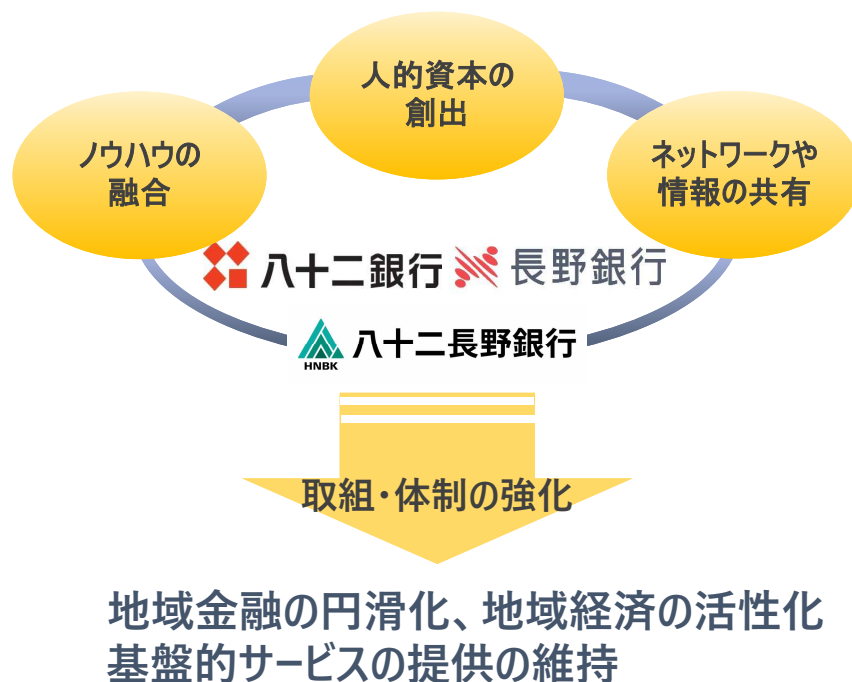 人的資本の
創出
ノウハウの
融合
ネットワークや
情報の共有
八十二銀行
長野銀行
HNBK
八十二長野銀行
取組・体制の強化
地域金融の円滑化、地域経済の活性化
基盤的サービスの提供の維持